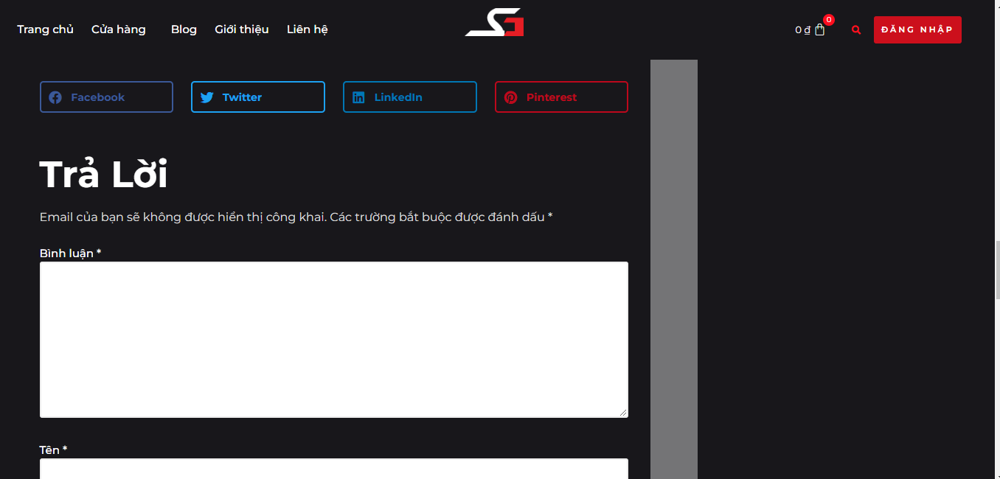 Trang chủ Cửa hàng Blog Giới thiệu Liên hệ 0 ₫ 0 ĐĂNG NHẬP
Facebook Twitter LinkedIn Pinterest
Trả Lời
Email của bạn sẽ không được hiển thị công khai. Các trường bắt buộc được đánh dấu *
Bình luận *
Tên *